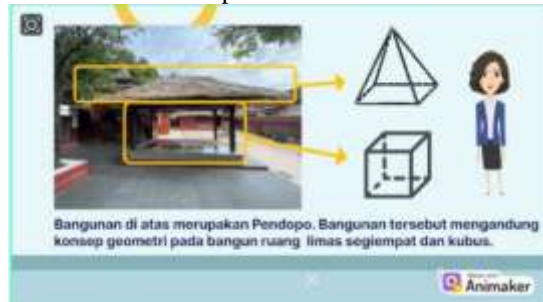 Bangunan di atas merupakan Pendopo. Bangunan tersebut mengandung
konsep geometri pada bangun ruang limas segiempat dan kubus.
Animaker